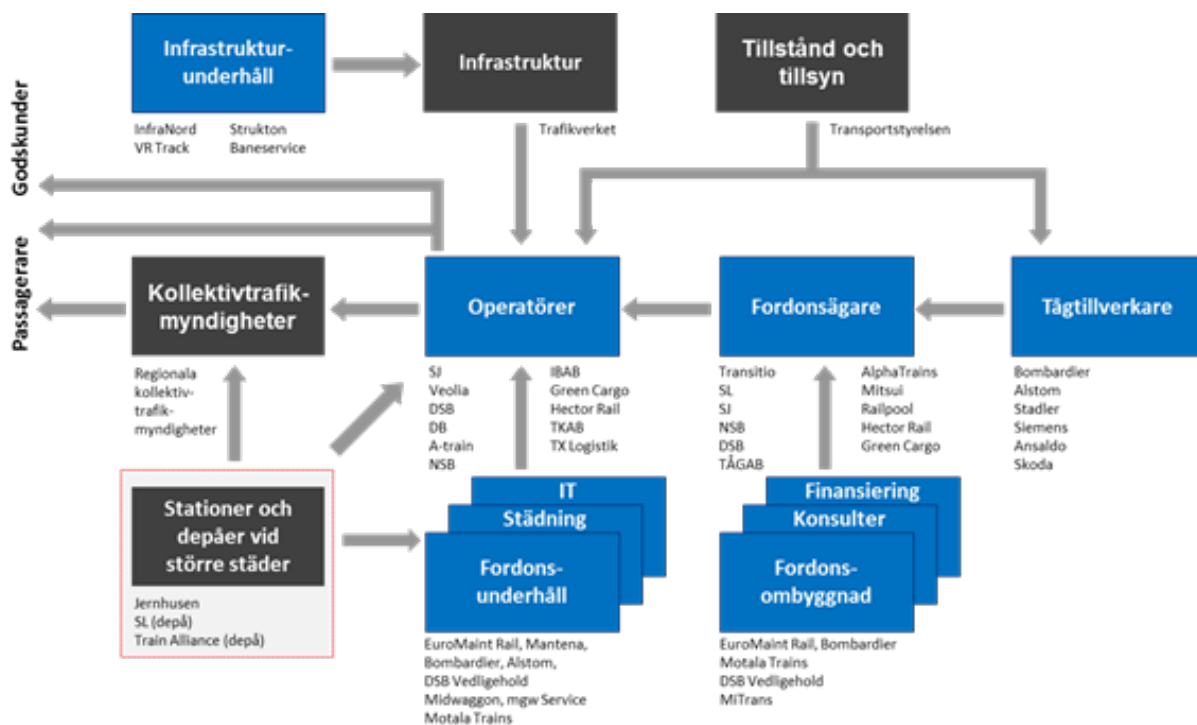 Infrastruktur-
underhåll
InfraNord
VR Track
Strukton
Baneservice
Infrastruktur
Trafikverket
Tillstånd och
tillsyn
Transportstyrelsen
Godskunder
Passagerare
Kollektivtrafik-
myndigheter
Regionala
kollektiv-
trafik-
myndigheter
Operatörer
SJ
Veolia
DSB
DB
A-train
NSB
IBAB
Green Cargo
Hector Rail
TKAB
TX Logistik
Fordonsägare
Transitio
SL
SJ
NSB
DSB
TÅGAB
AlphaTrains
Mitsui
Railpool
Hector Rail
Green Cargo
Tågtillverkare
Bombardier
Alstom
Stadler
Siemens
Ansaldo
Skoda
Stationer och
depåer vid
större städer
Jernhusen
SL (depå)
Train Alliance (depå)
IT
Städning
Fordons-
underhåll
EuroMaint Rail, Mantena,
Bombardier, Alstom,
DSB Vedligehold
Midwaggon, mgw Service
Motala Trains
Finansiering
Konsulter
Fordons-
ombyggnad
EuroMaint Rail, Bombardier
Motala Trains
DSB Vedligehold
MiTrans